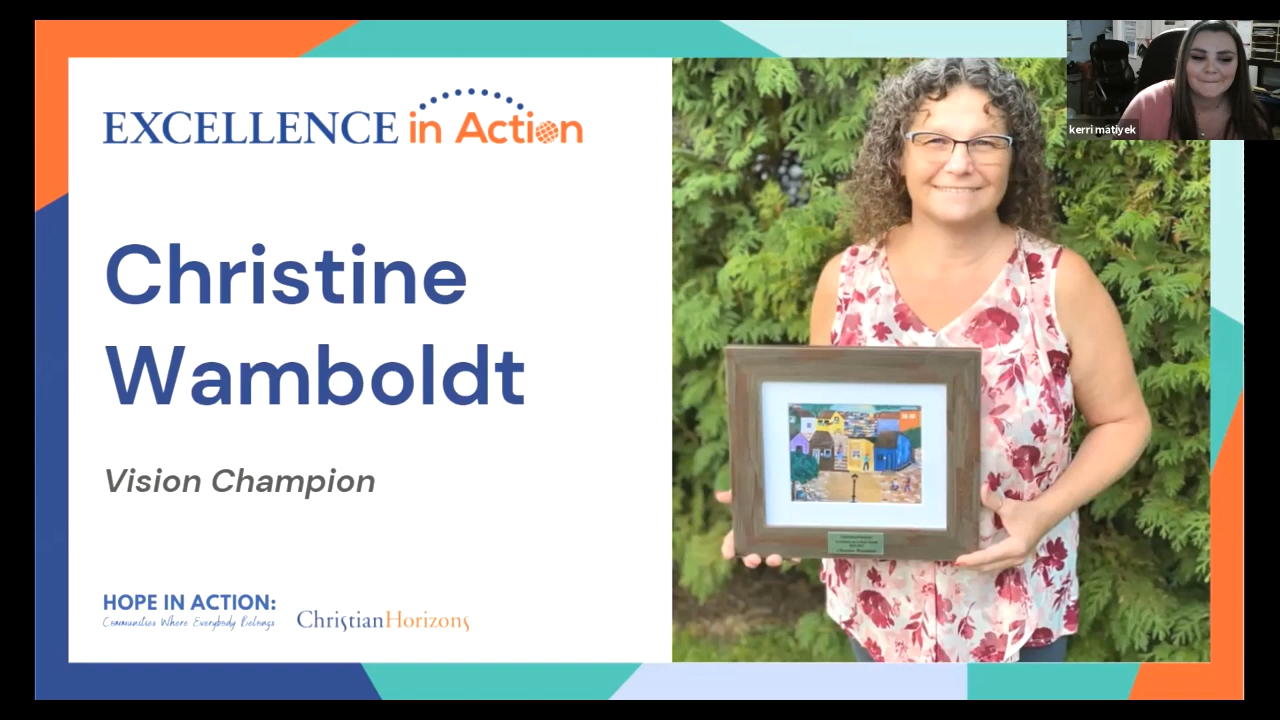 EXCELLENCE in Action
kerri matiyek
Christine
Wamboldt
Vision Champion
HOPE IN ACTION:
Communities Where Everybody Belongs
ChristianHorizons